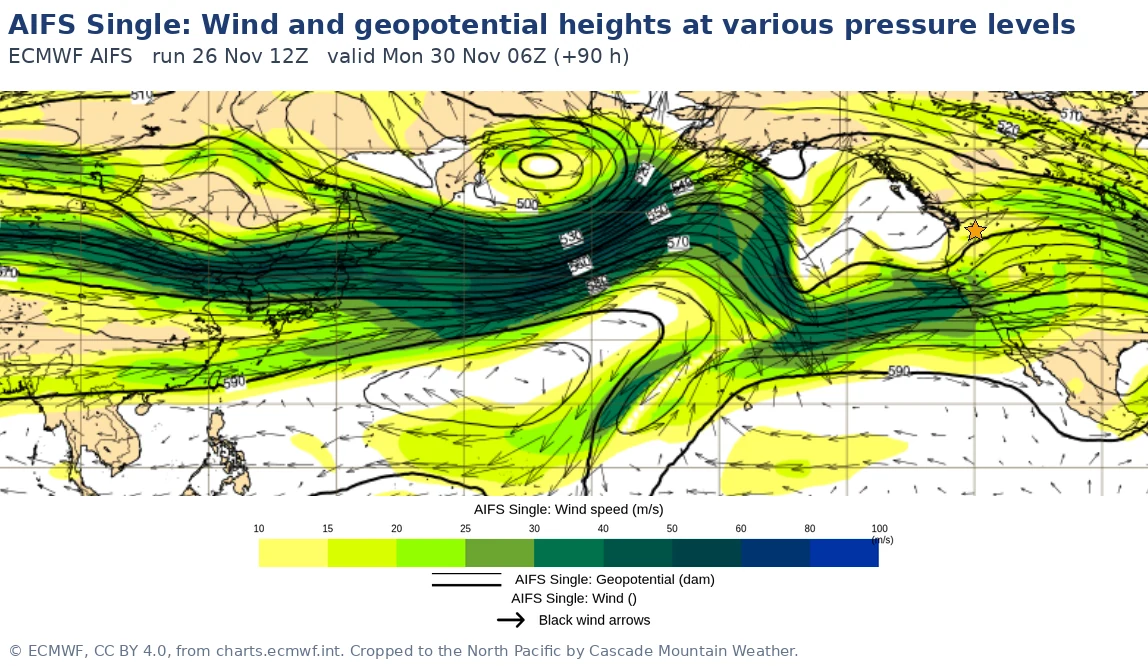 AIFS Single: Wind and geopotential heights at various pressure levels
ECMWF AIFS run 26 Nov 12Z valid Mon 30 Nov 06Z (+90 h)
510
510
520
500
550
530
570
590
590
AIFS Single: Wind speed (m/s)
10 15 20 25 30 40 50 60 80 100
(m/s)
AIFS Single: Geopotential (dam)
AIFS Single: Wind ()
Black wind arrows
© ECMWF, CC BY 4.0, from charts.ecmwf.int. Cropped to the North Pacific by Cascade Mountain Weather.